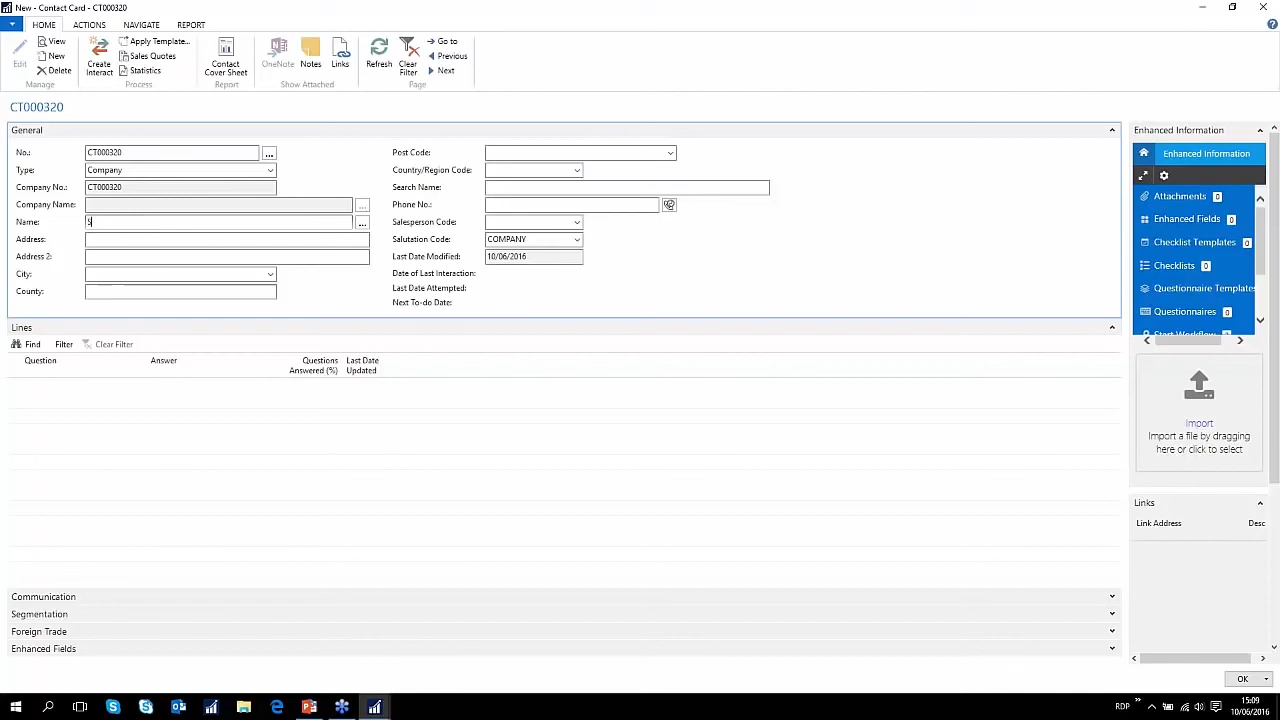 New - Contact Card - CT000320
HOME ACTIONS NAVIGATE REPORT
Edit
View
New
Delete
Manage
Create Interact
Apply Template...
Sales Quotes
Statistics
Process
Contact Cover Sheet
Report
OneNote
Notes
Links
Show Attached
Refresh
Clear Filter
Go to
Previous
Next
Page
CT000320
General
No.: CT000320 ...
Type: Company
Company No.: CT000320
Company Name: ...
Name: S ...
Address:
Address 2:
City:
County:
Post Code:
Country/Region Code:
Search Name:
Phone No.:
Salesperson Code:
Salutation Code: COMPANY
Last Date Modified: 10/06/2016
Date of Last Interaction:
Last Date Attempted:
Next To-do Date:
Lines
Find Filter Clear Filter
Question Answer Questions Answered (%) Last Date Updated
Communication
Segmentation
Foreign Trade
Enhanced Fields
Enhanced Information
Enhanced Information
Attachments 0
Enhanced Fields 0
Checklist Templates 0
Checklists 0
Questionnaire Templates
Questionnaires 0
Start Workflow
Import
Import a file by dragging
here or click to select
Links
Link Address Desc
OK
RDP
15:09
10/06/2016